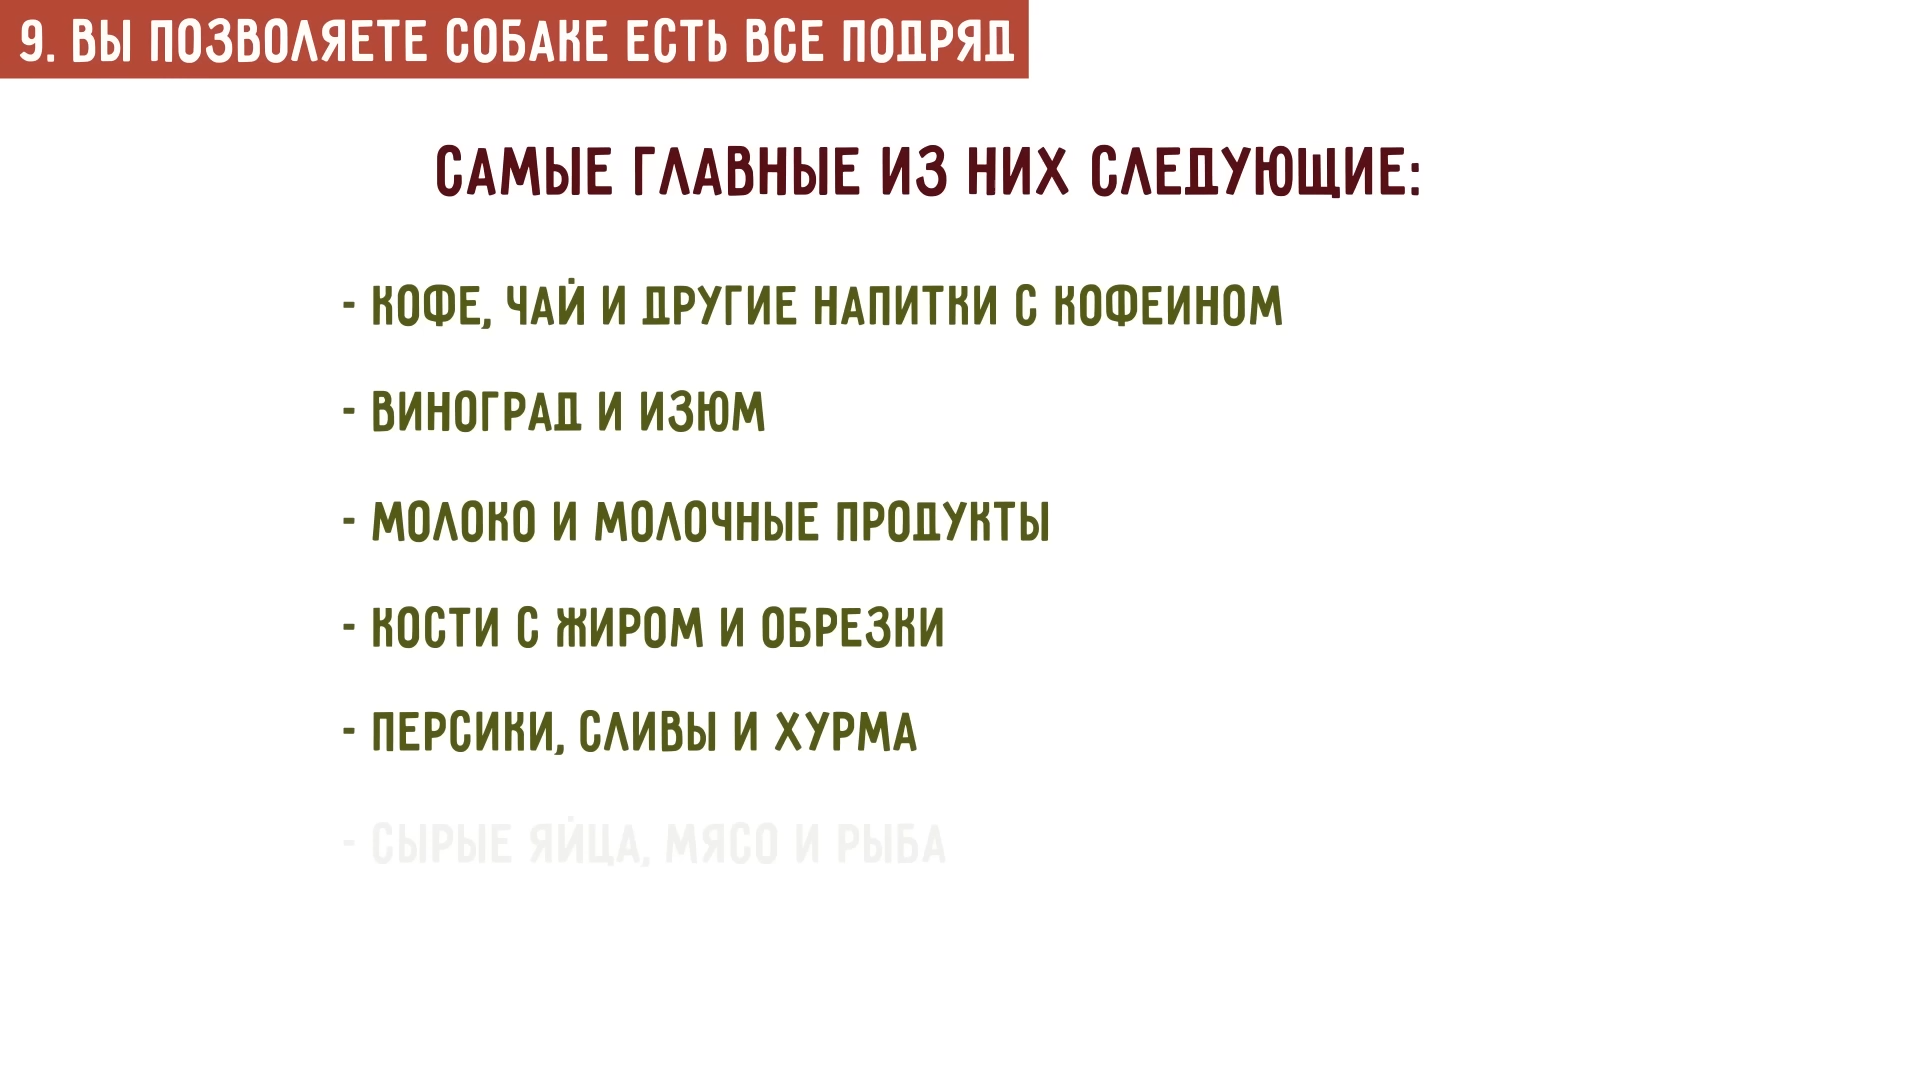 9. ВЫ ПОЗВОЛЯЕТЕ СОБАКЕ ЕСТЬ ВСЕ ПОДРЯД
САМЫЕ ГЛАВНЫЕ ИЗ НИХ СЛЕДУЮЩИЕ:
- КОФЕ, ЧАЙ И ДРУГИЕ НАПИТКИ С КОФЕИНОМ
- ВИНОГРАД И ИЗЮМ
- МОЛОКО И МОЛОЧНЫЕ ПРОДУКТЫ
- КОСТИ С ЖИРОМ И ОБРЕЗКИ
- ПЕРСИКИ, СЛИВЫ И ХУРМА
- СЫРЫЕ ЯЙЦА, МЯСО И РЫБА